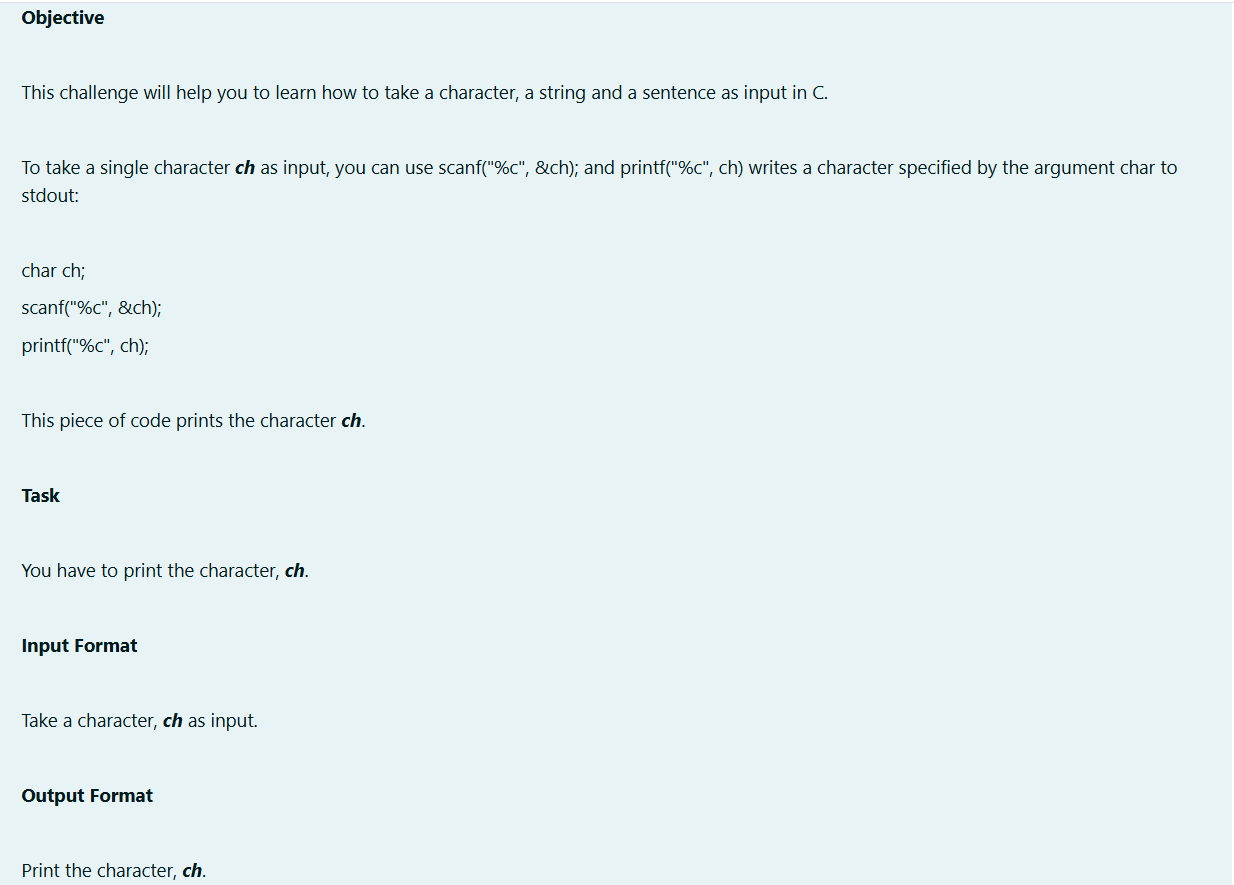 Objective
This challenge will help you to learn how to take a character, a string and a sentence as input in C.
To take a single character ch as input, you can use scanf("%c", &ch); and printf("%c", ch) writes a character specified by the argument char to
stdout:
char ch;
scanf("%c", &ch);
printf("%c", ch);
This piece of code prints the character ch.
Task
You have to print the character, ch.
Input Format
Take a character, ch as input.
Output Format
Print the character, ch.